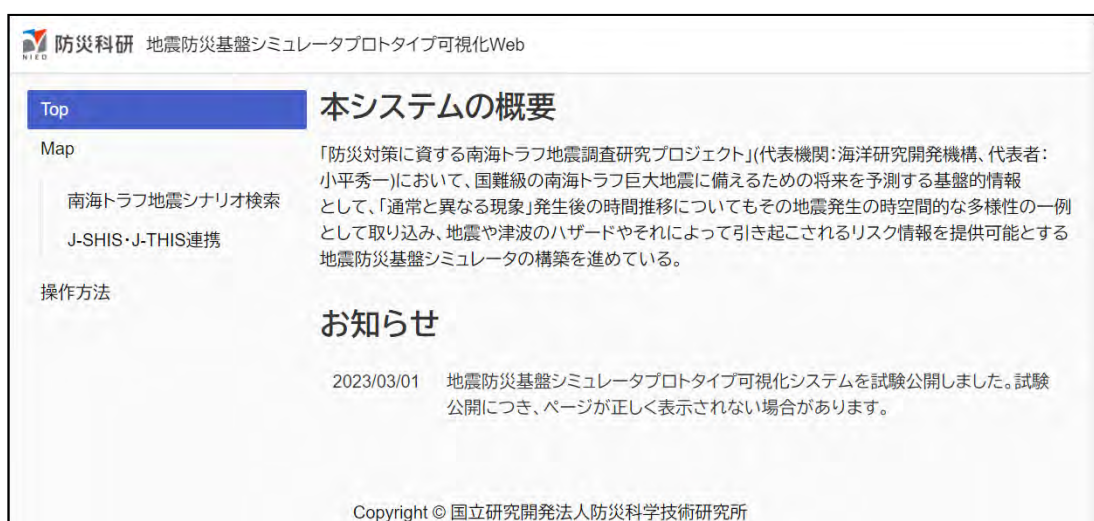 NIED 防災科研 地震防災基盤シミュレータプロトタイプ可視化Web
Top
Map
南海トラフ地震シナリオ検索
J-SHIS・J-THIS連携
操作方法
本システムの概要
「防災対策に資する南海トラフ地震調査研究プロジェクト」(代表機関:海洋研究開発機構、代表者:
小平秀一)において、国難級の南海トラフ巨大地震に備えるための将来を予測する基盤的情報
として、「通常と異なる現象」発生後の時間推移についてもその地震発生の時空間的な多様性の一例
として取り込み、地震や津波のハザードやそれによって引き起こされるリスク情報を提供可能とする
地震防災基盤シミュレータの構築を進めている。
お知らせ
2023/03/01 地震防災基盤シミュレータプロトタイプ可視化システムを試験公開しました。試験
公開につき、ページが正しく表示されない場合があります。
Copyright © 国立研究開発法人防災科学技術研究所